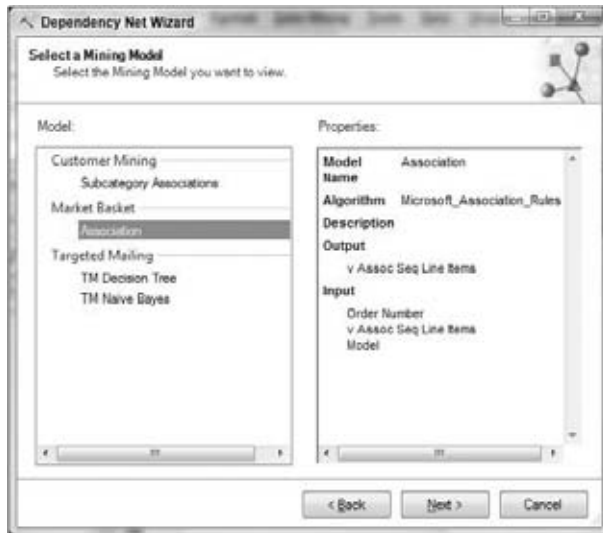 Dependency Net Wizard
Select a Mining Model
Select the Mining Model you want to view.
Model:
Customer Mining
Subcategory Associations
Market Basket
Association
Targeted Mailing
TM Decision Tree
TM Naive Bayes
Properties:
Model Name Association
Algorithm Microsoft_Association_Rules
Description
Output
v Assoc Seq Line Items
Input
Order Number
v Assoc Seq Line Items
Model
< Back
Next >
Cancel